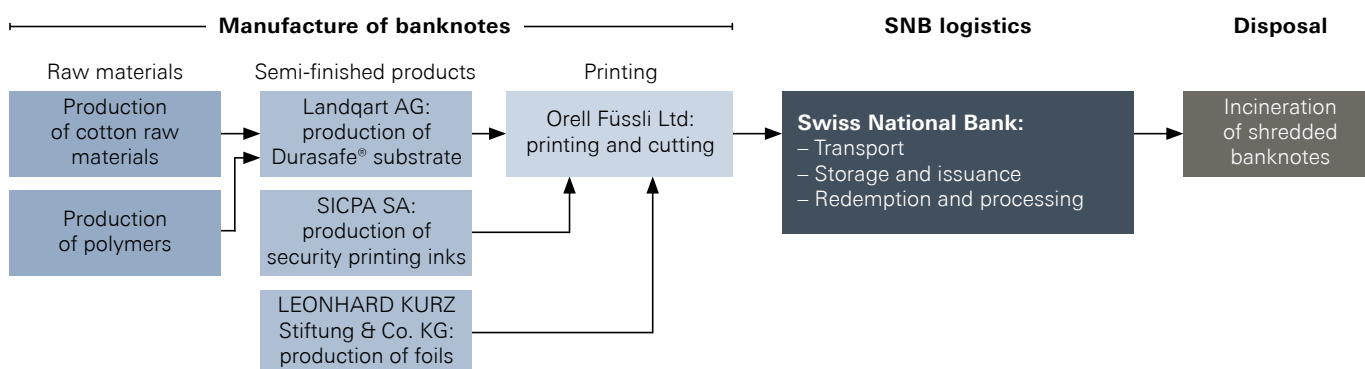 Manufacture of banknotes
SNB logistics
Disposal
Raw materials
Semi-finished products
Printing
Production
of cotton raw
materials
Production
of polymers
Landqart AG:
production of
Durasafe® substrate
SICPA SA:
production of
security printing inks
LEONHARD KURZ
Stiftung & Co. KG:
production of foils
Orell Füssli Ltd:
printing and cutting
Swiss National Bank:
– Transport
– Storage and issuance
– Redemption and processing
Incineration
of shredded
banknotes